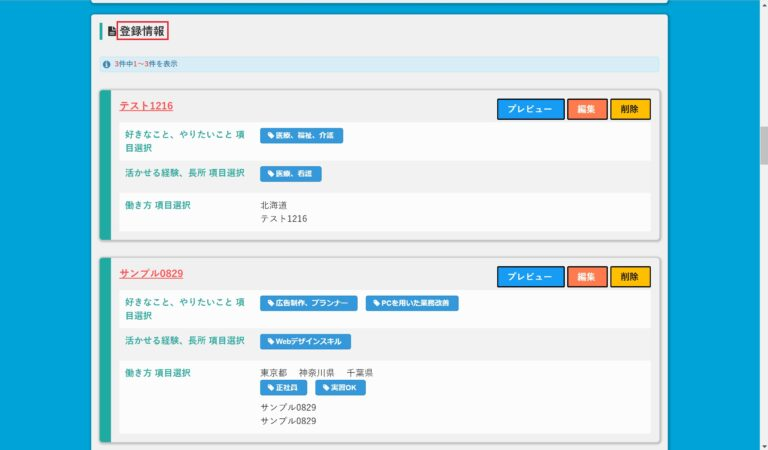 登録情報
3件中1～3件を表示
テスト1216
プレビュー 編集 削除
好きなこと、やりたいこと 項
目選択
医療、福祉、介護
活かせる経験、長所 項目選択
医療、看護
働き方 項目選択
北海道
テスト1216
サンプル0829
プレビュー 編集 削除
好きなこと、やりたいこと 項
目選択
広告制作、プランナー PCを用いた業務改善
活かせる経験、長所 項目選択
Webデザインスキル
働き方 項目選択
東京都 神奈川県 千葉県
正社員 実習OK
サンプル0829
サンプル0829